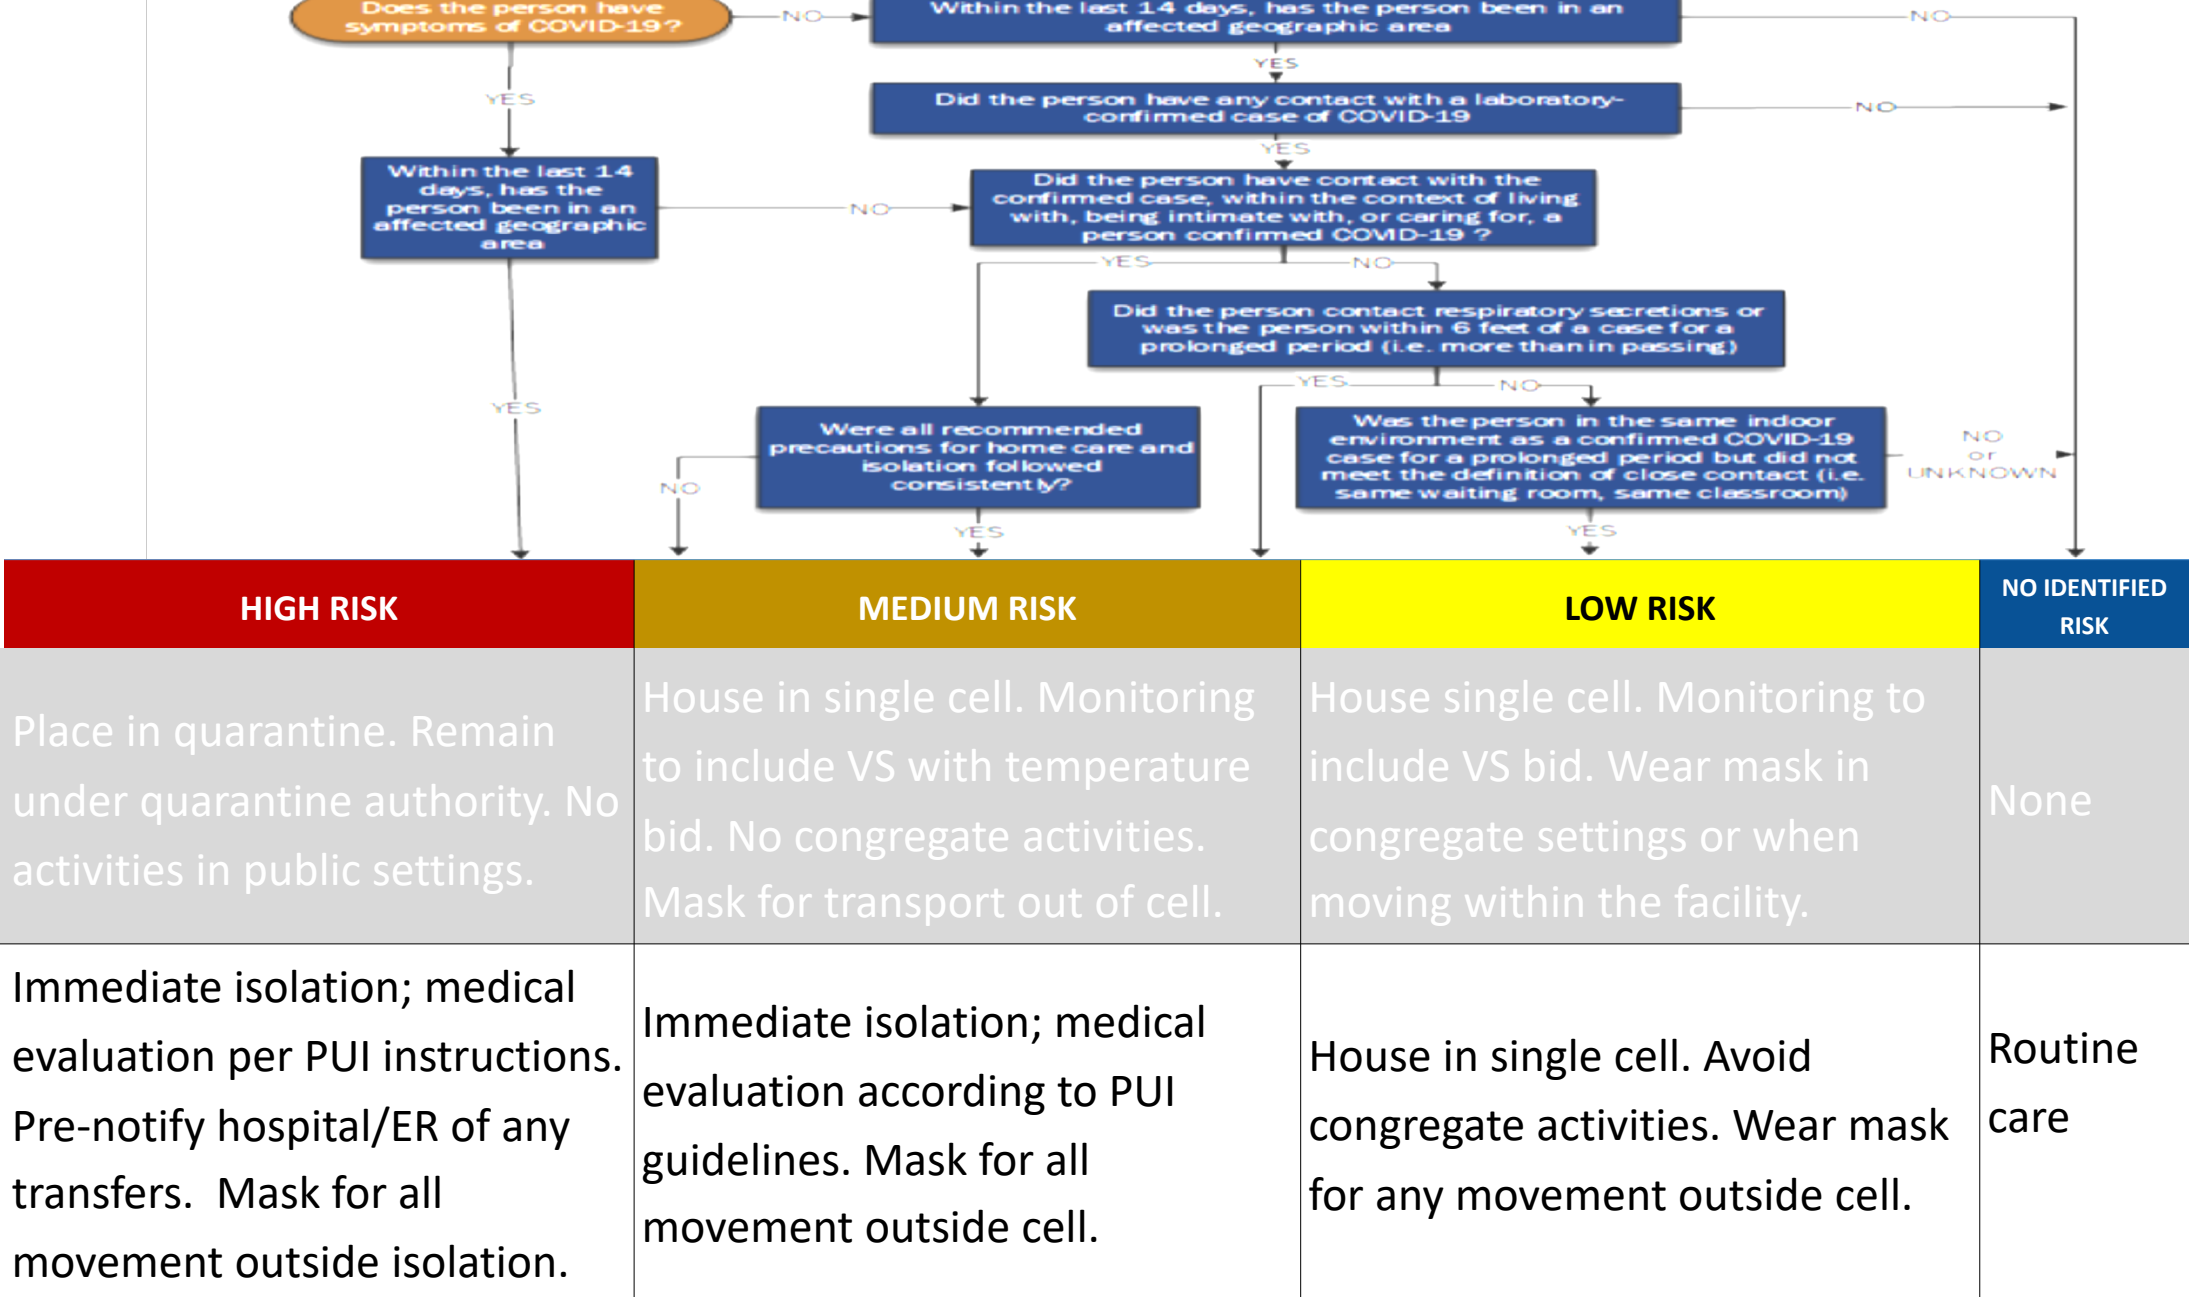 Does the person have
symptoms of COVID-19?
NO
Within the last 14 days, has the person been in an
affected geographic area
NO
YES
YES
Did the person have any contact with a laboratory-
confirmed case of COVID-19
NO
YES
Within the last 14
days, has the
person been in an
affected geographic
area
NO
Did the person have contact with the
confirmed case, within the context of living
with, being intimate with, or caring for, a
person confirmed COVID-19 ?
YES
NO
Did the person contact respiratory secretions or
was the person within 6 feet of a case for a
prolonged period (i.e. more than in passing)
YES
NO
YES
Were all recommended
precautions for home care and
isolation followed
consistently?
Was the person in the same indoor
environment as a confirmed COVID-19
case for a prolonged period but did not
meet the definition of close contact (i.e.
same waiting room, same classroom)
NO
or
UNKNOWN
NO
YES
YES
HIGH RISK
MEDIUM RISK
LOW RISK
NO IDENTIFIED
RISK
Place in quarantine. Remain
under quarantine authority. No
activities in public settings.
House in single cell. Monitoring
to include VS with temperature
bid. No congregate activities.
Mask for transport out of cell.
House single cell. Monitoring to
include VS bid. Wear mask in
congregate settings or when
moving within the facility.
None
Immediate isolation; medical
evaluation per PUI instructions.
Pre-notify hospital/ER of any
transfers.  Mask for all
movement outside isolation.
Immediate isolation; medical
evaluation according to PUI
guidelines. Mask for all
movement outside cell.
House in single cell. Avoid
congregate activities. Wear mask
for any movement outside cell.
Routine
care